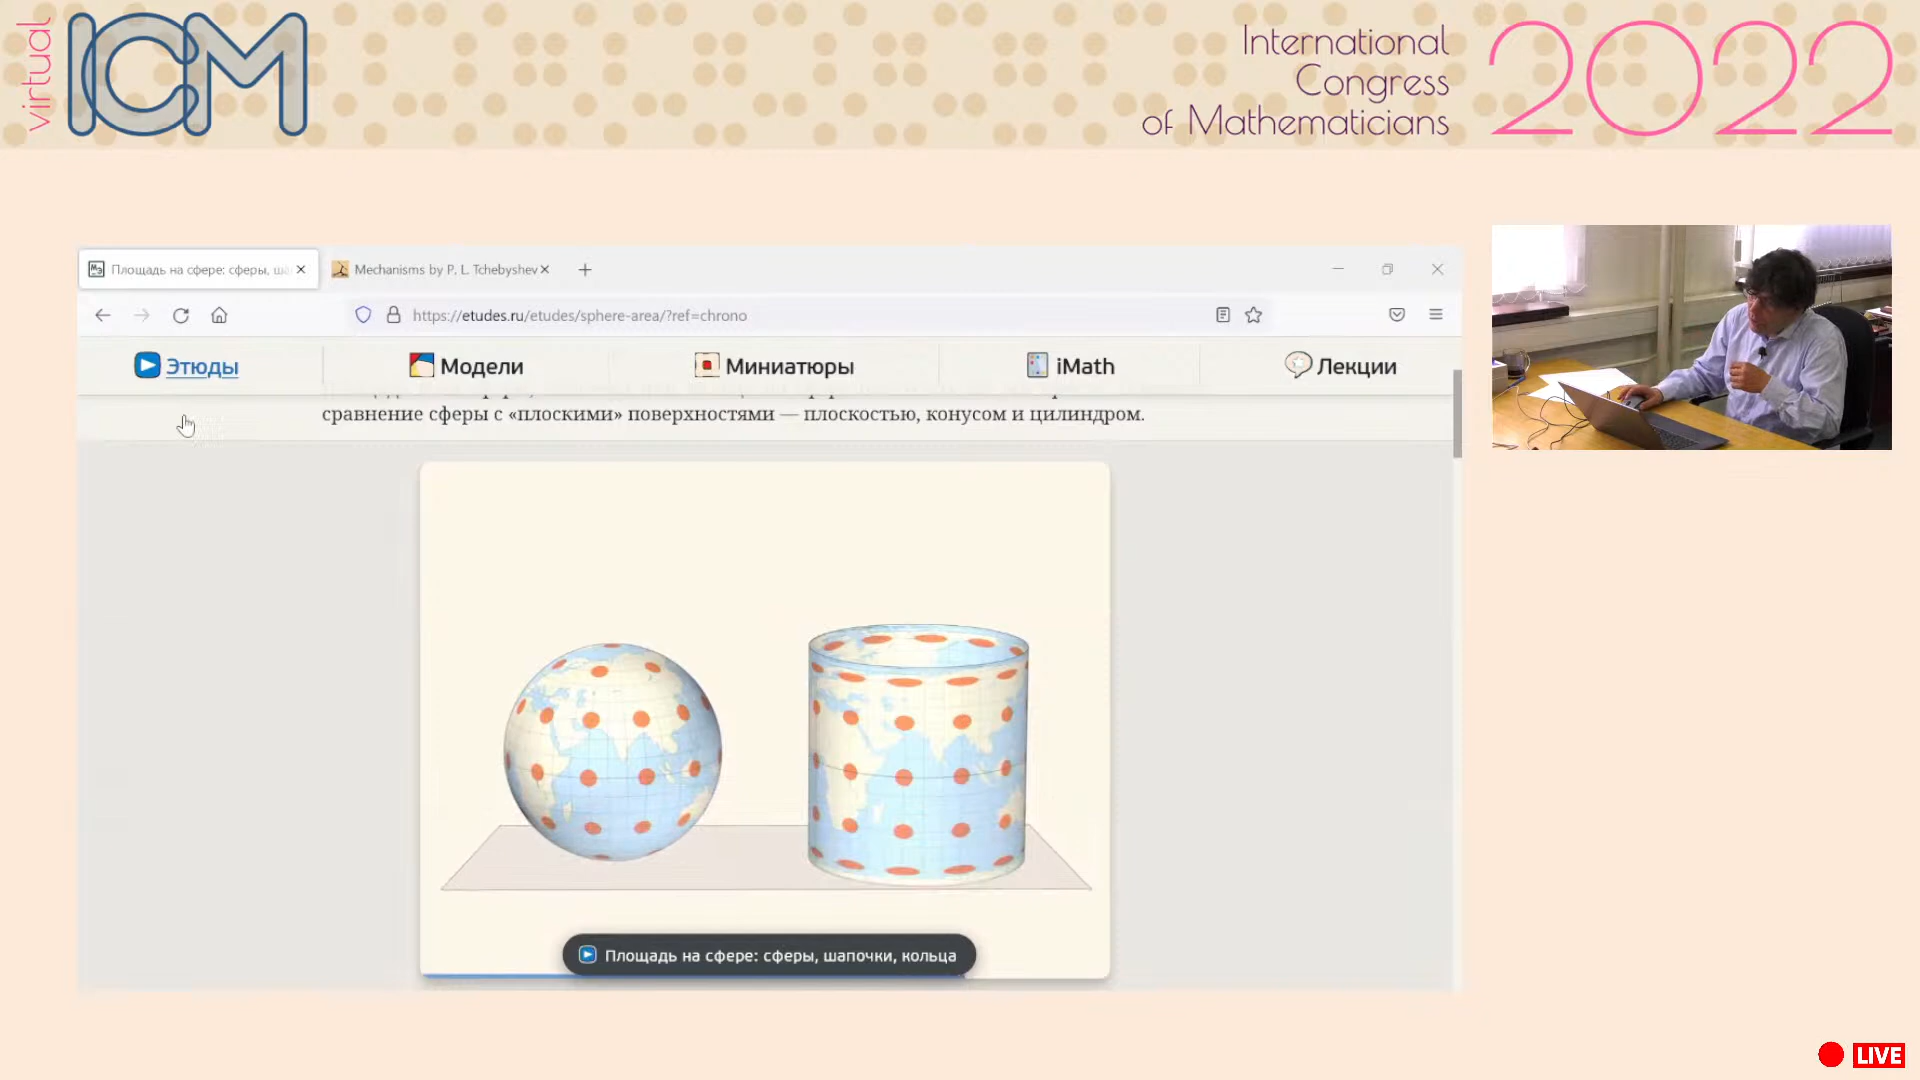 virtual
ICM
International
Congress
of Mathematicians
2022
Площадь на сфере: сферы, ша
Mechanisms by P. L. Tchebyshev
https://etudes.ru/etudes/sphere-area/?ref=chrono
Этюды
Модели
Миниатюры
iMath
Лекции
сравнение сферы с «плоскими» поверхностями — плоскостью, конусом и цилиндром.
Площадь на сфере: сферы, шапочки, кольца
LIVE